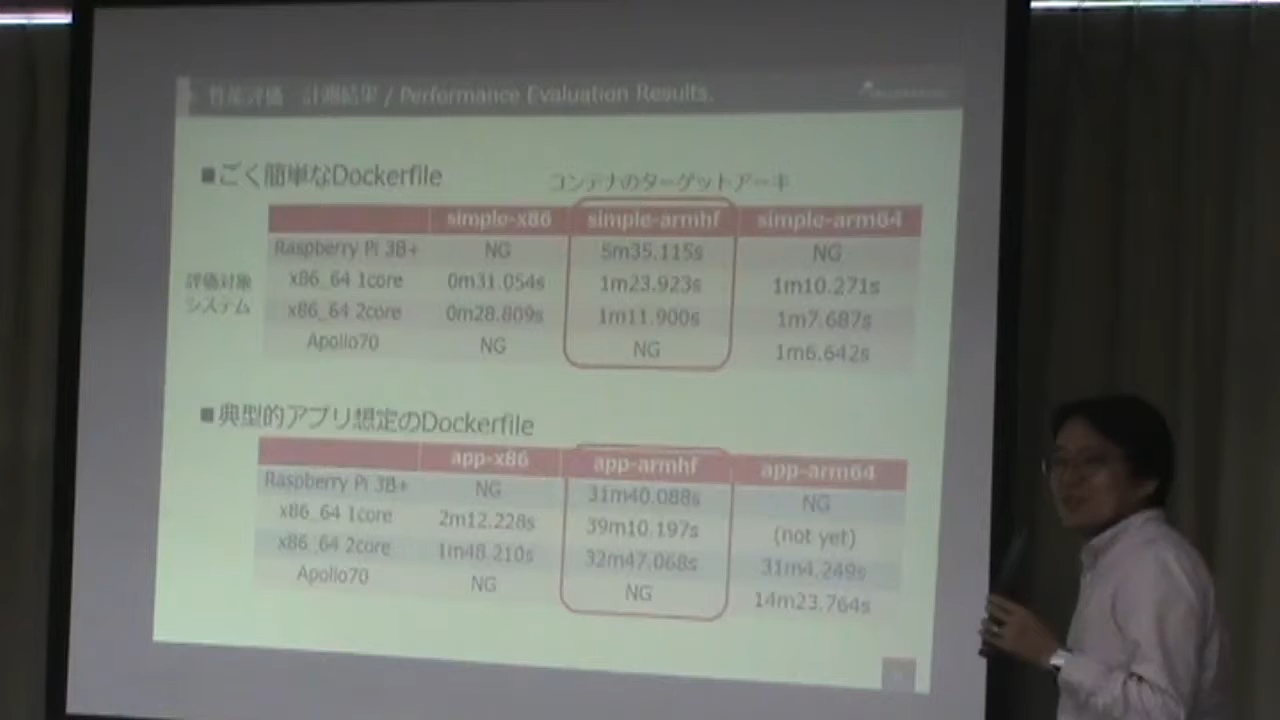 性能評価 計測結果 / Performance Evaluation Results.
■ごく簡単なDockerfile
コンテナのターゲットアーキ
simple-x86 simple-armhf simple-arm64
Raspberry Pi 3B+ NG 5m35.115s NG
x86_64 1core 0m31.054s 1m23.923s 1m10.271s
x86_64 2core 0m28.809s 1m11.900s 1m7.687s
Apollo70 NG NG 1m6.642s
評価対象
システム
■典型的アプリ想定のDockerfile
app-x86 app-armhf app-arm64
Raspberry Pi 3B+ NG 31m40.088s NG
x86_64 1core 2m12.228s 39m10.197s (not yet)
x86_64 2core 1m48.210s 32m47.068s 31m4.249s
Apollo70 NG NG 14m23.764s